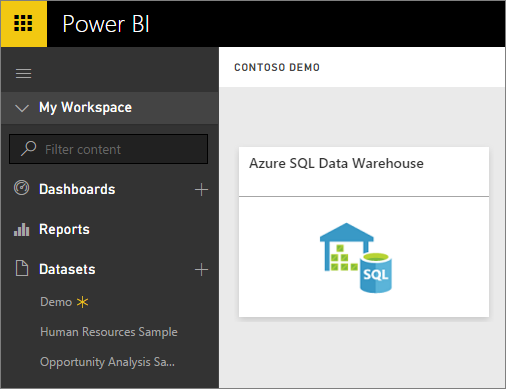 Power BI
CONTOSO DEMO
My Workspace
Filter content
Azure SQL Data Warehouse
Dashboards
Reports
Datasets
SQL
Demo
Human Resources Sample
Opportunity Analysis Sa...